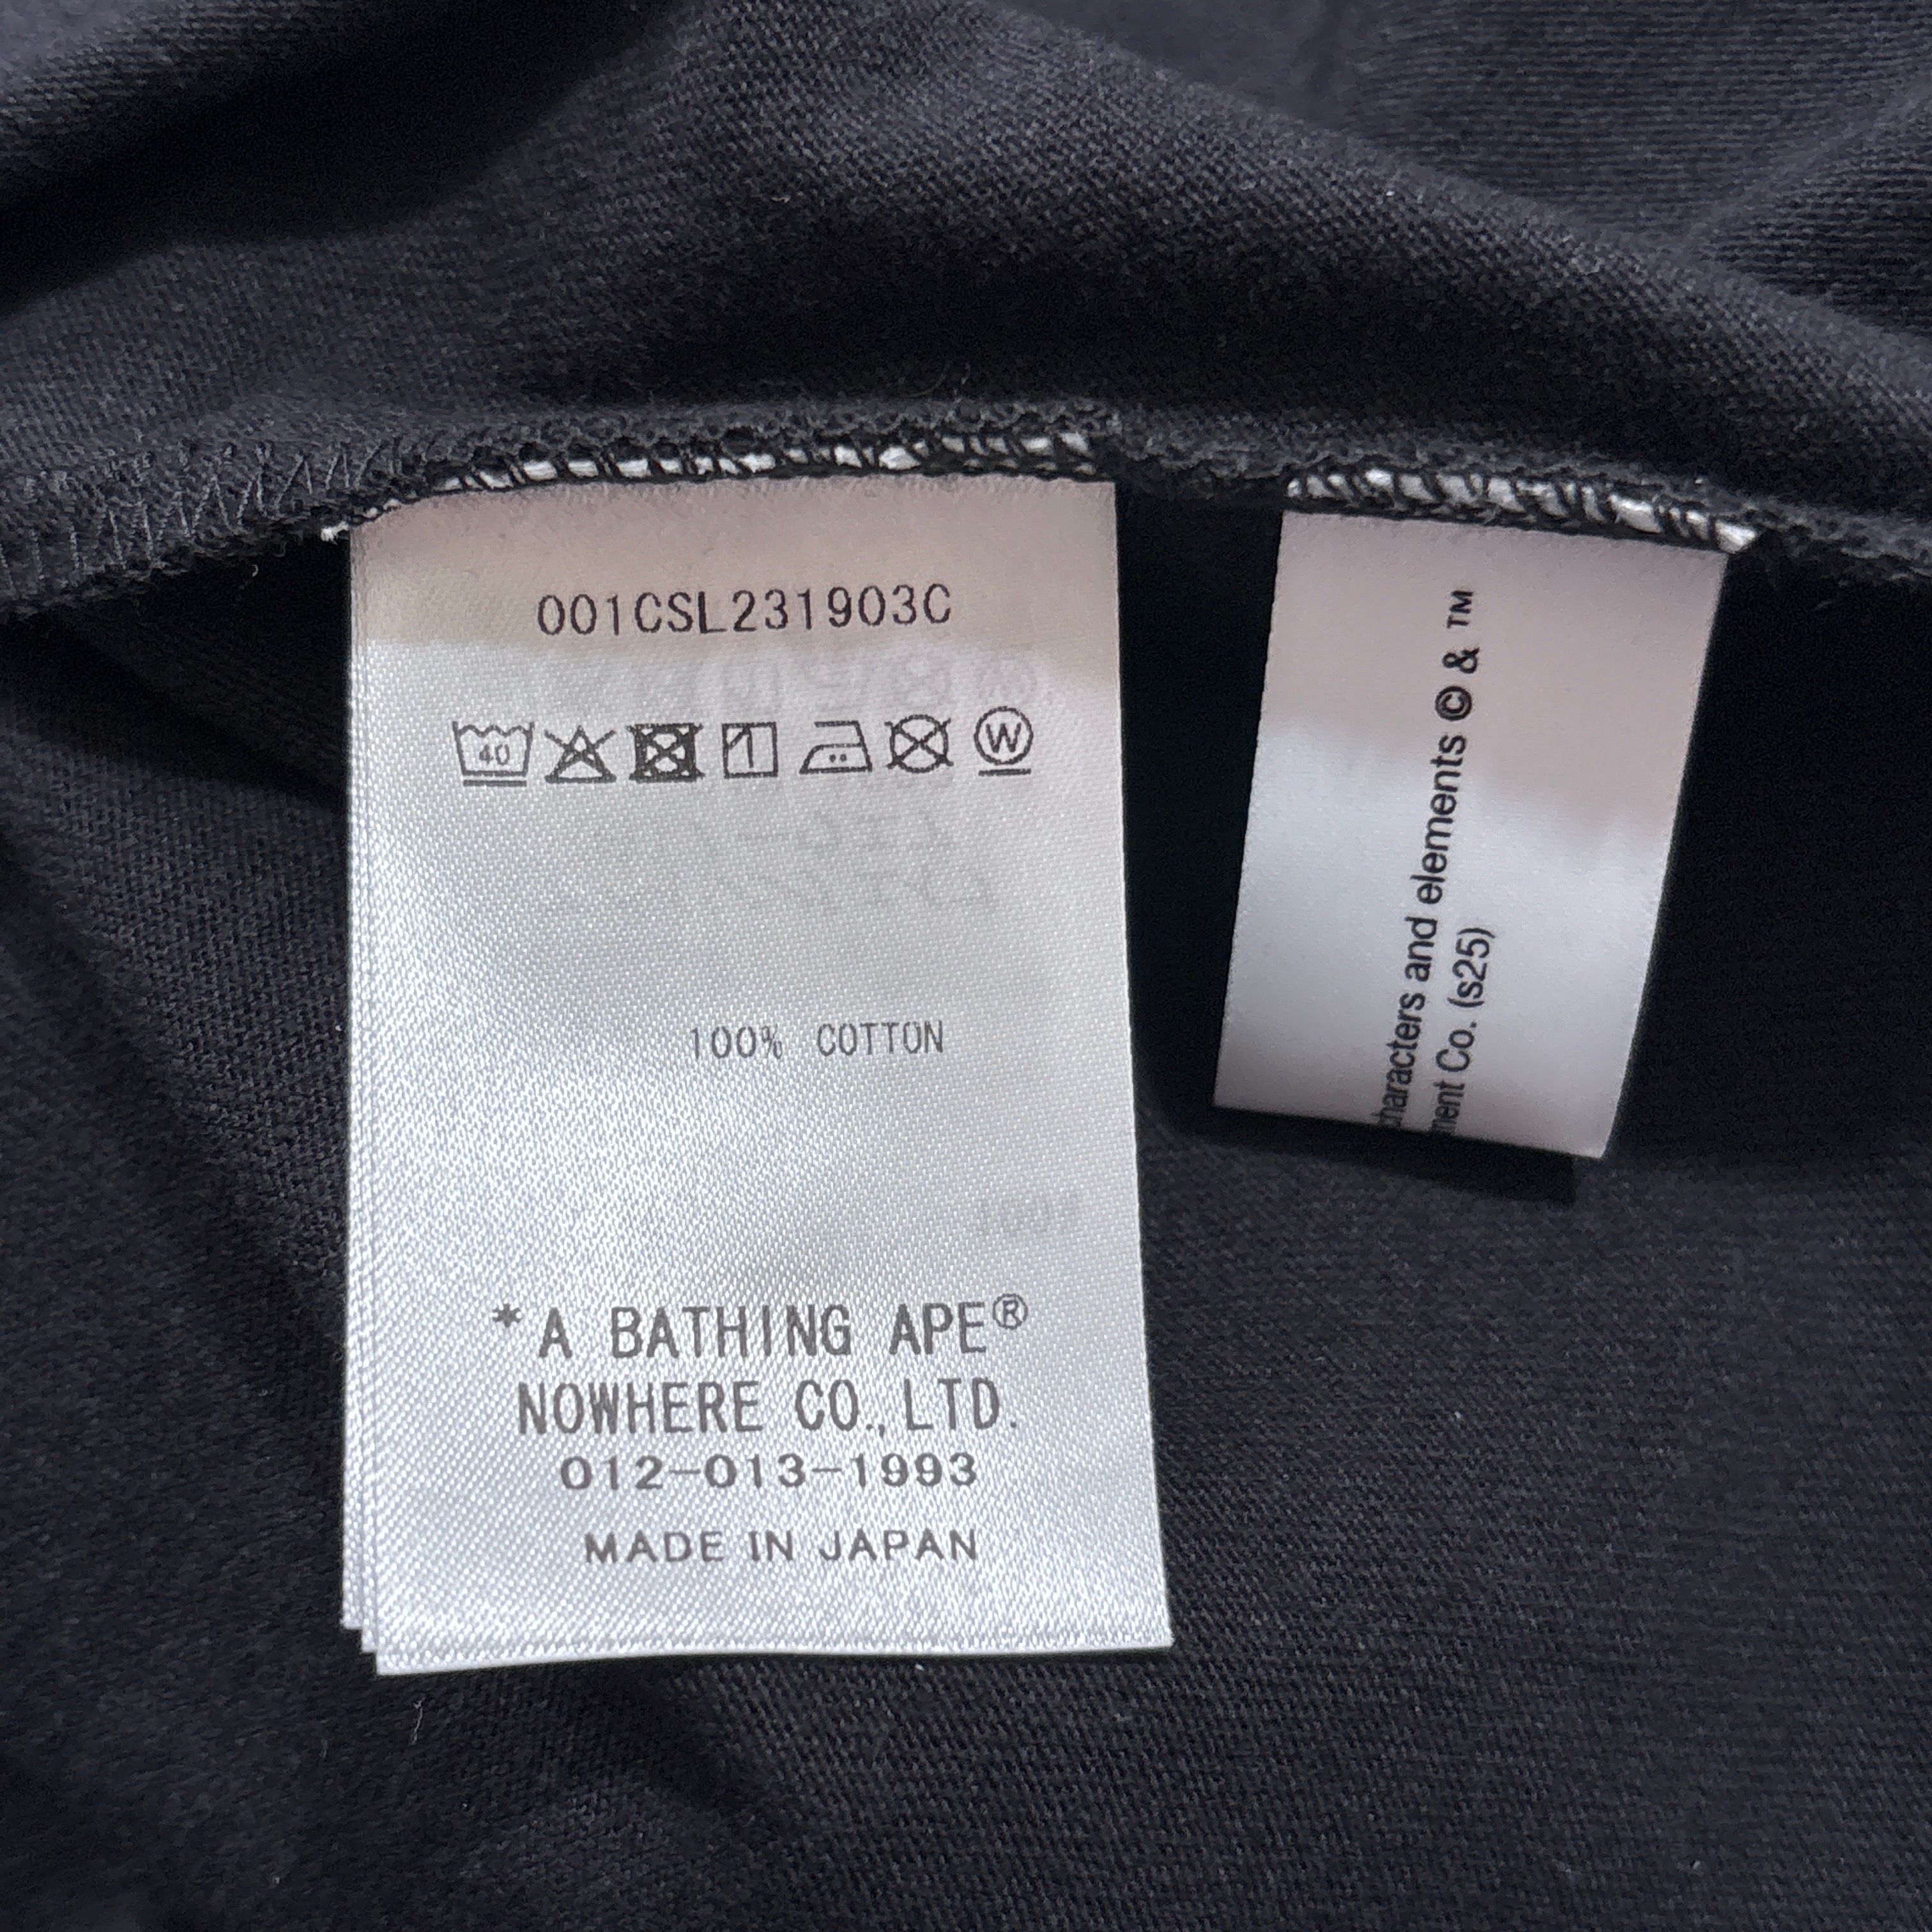 001CSL231903C
40
W
100% COTTON
*A BATHING APE®
NOWHERE CO.,LTD.
012-013-1993
MADE IN JAPAN
characters and elements © & ™
Co. (s25)